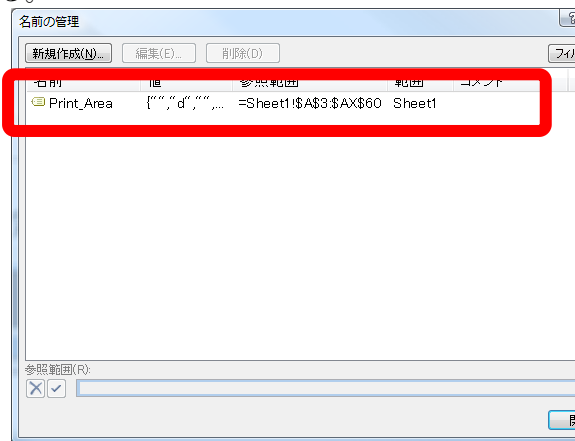 る。
名前の管理
新規作成(N)... 編集(E)... 削除(D) フィル
名前 値 参照範囲 範囲 コメント
Print_Area {"","d","",... =Sheet1!$A$3:$AX$60 Sheet1
参照範囲(R):